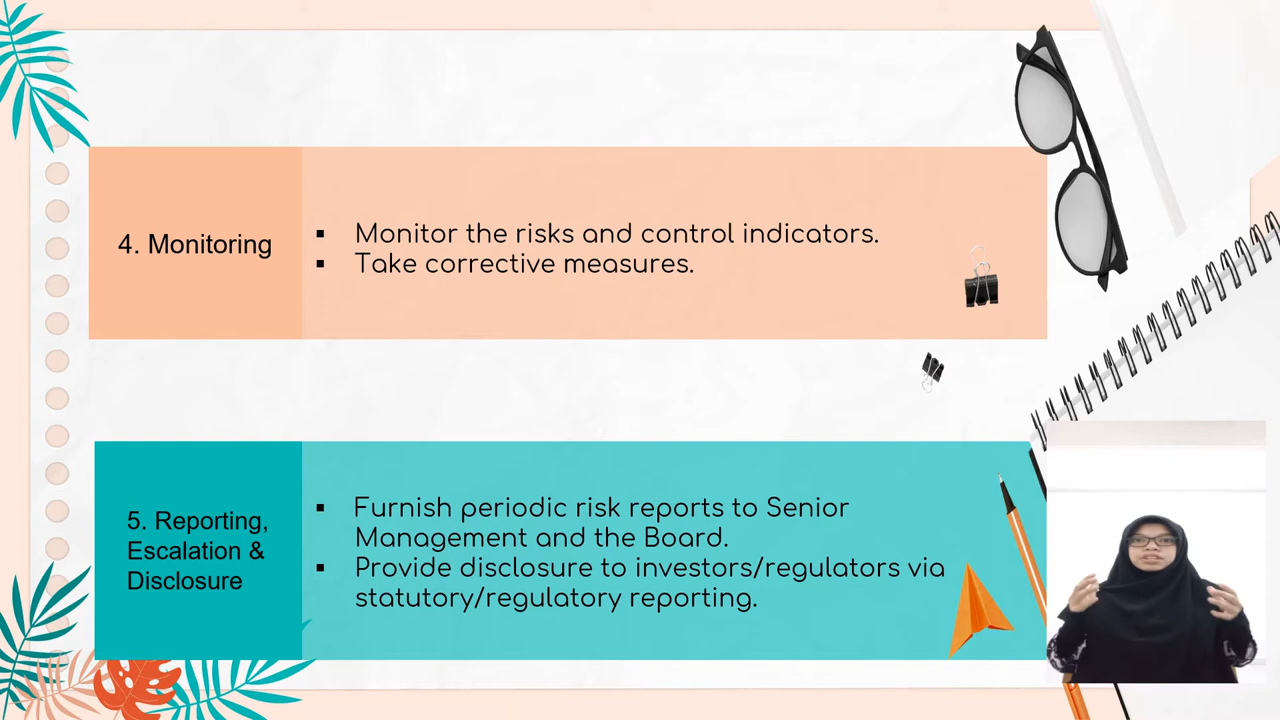 4. Monitoring
▪ Monitor the risks and control indicators.
▪ Take corrective measures.
5. Reporting,
Escalation &
Disclosure
▪ Furnish periodic risk reports to Senior
Management and the Board.
▪ Provide disclosure to investors/regulators via
statutory/regulatory reporting.